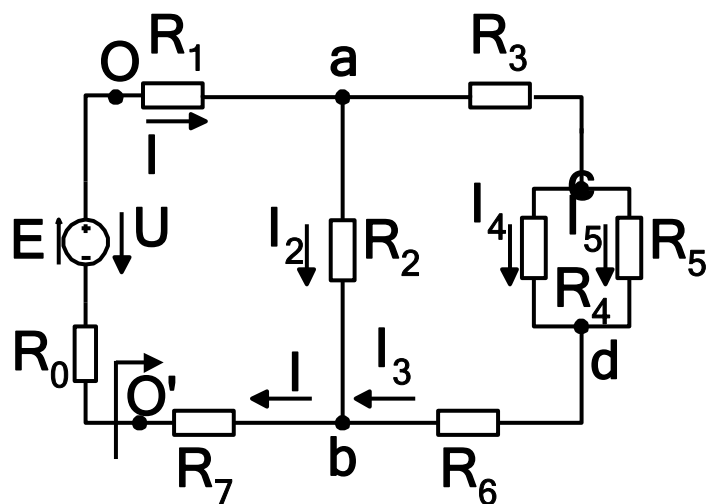 O R₁ a R₃
I
E + U I₂ R₂ I₄ C I₅ R₅
- R₄
R₀ O' I I₃ d
R₇ b R₆